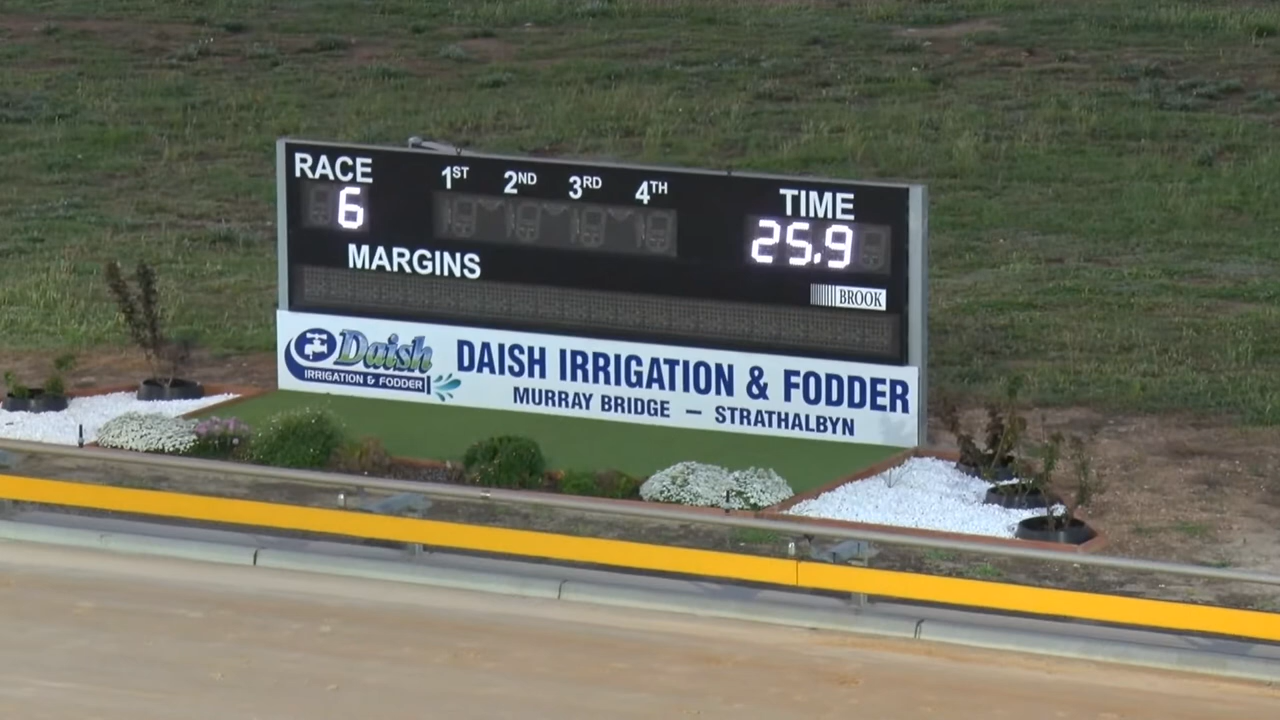 RACE
1ST 2ND 3RD 4TH
TIME
6
25.9
MARGINS
BROOK
Daish
IRRIGATION & FODDER
DAISH IRRIGATION & FODDER
MURRAY BRIDGE – STRATHALBYN